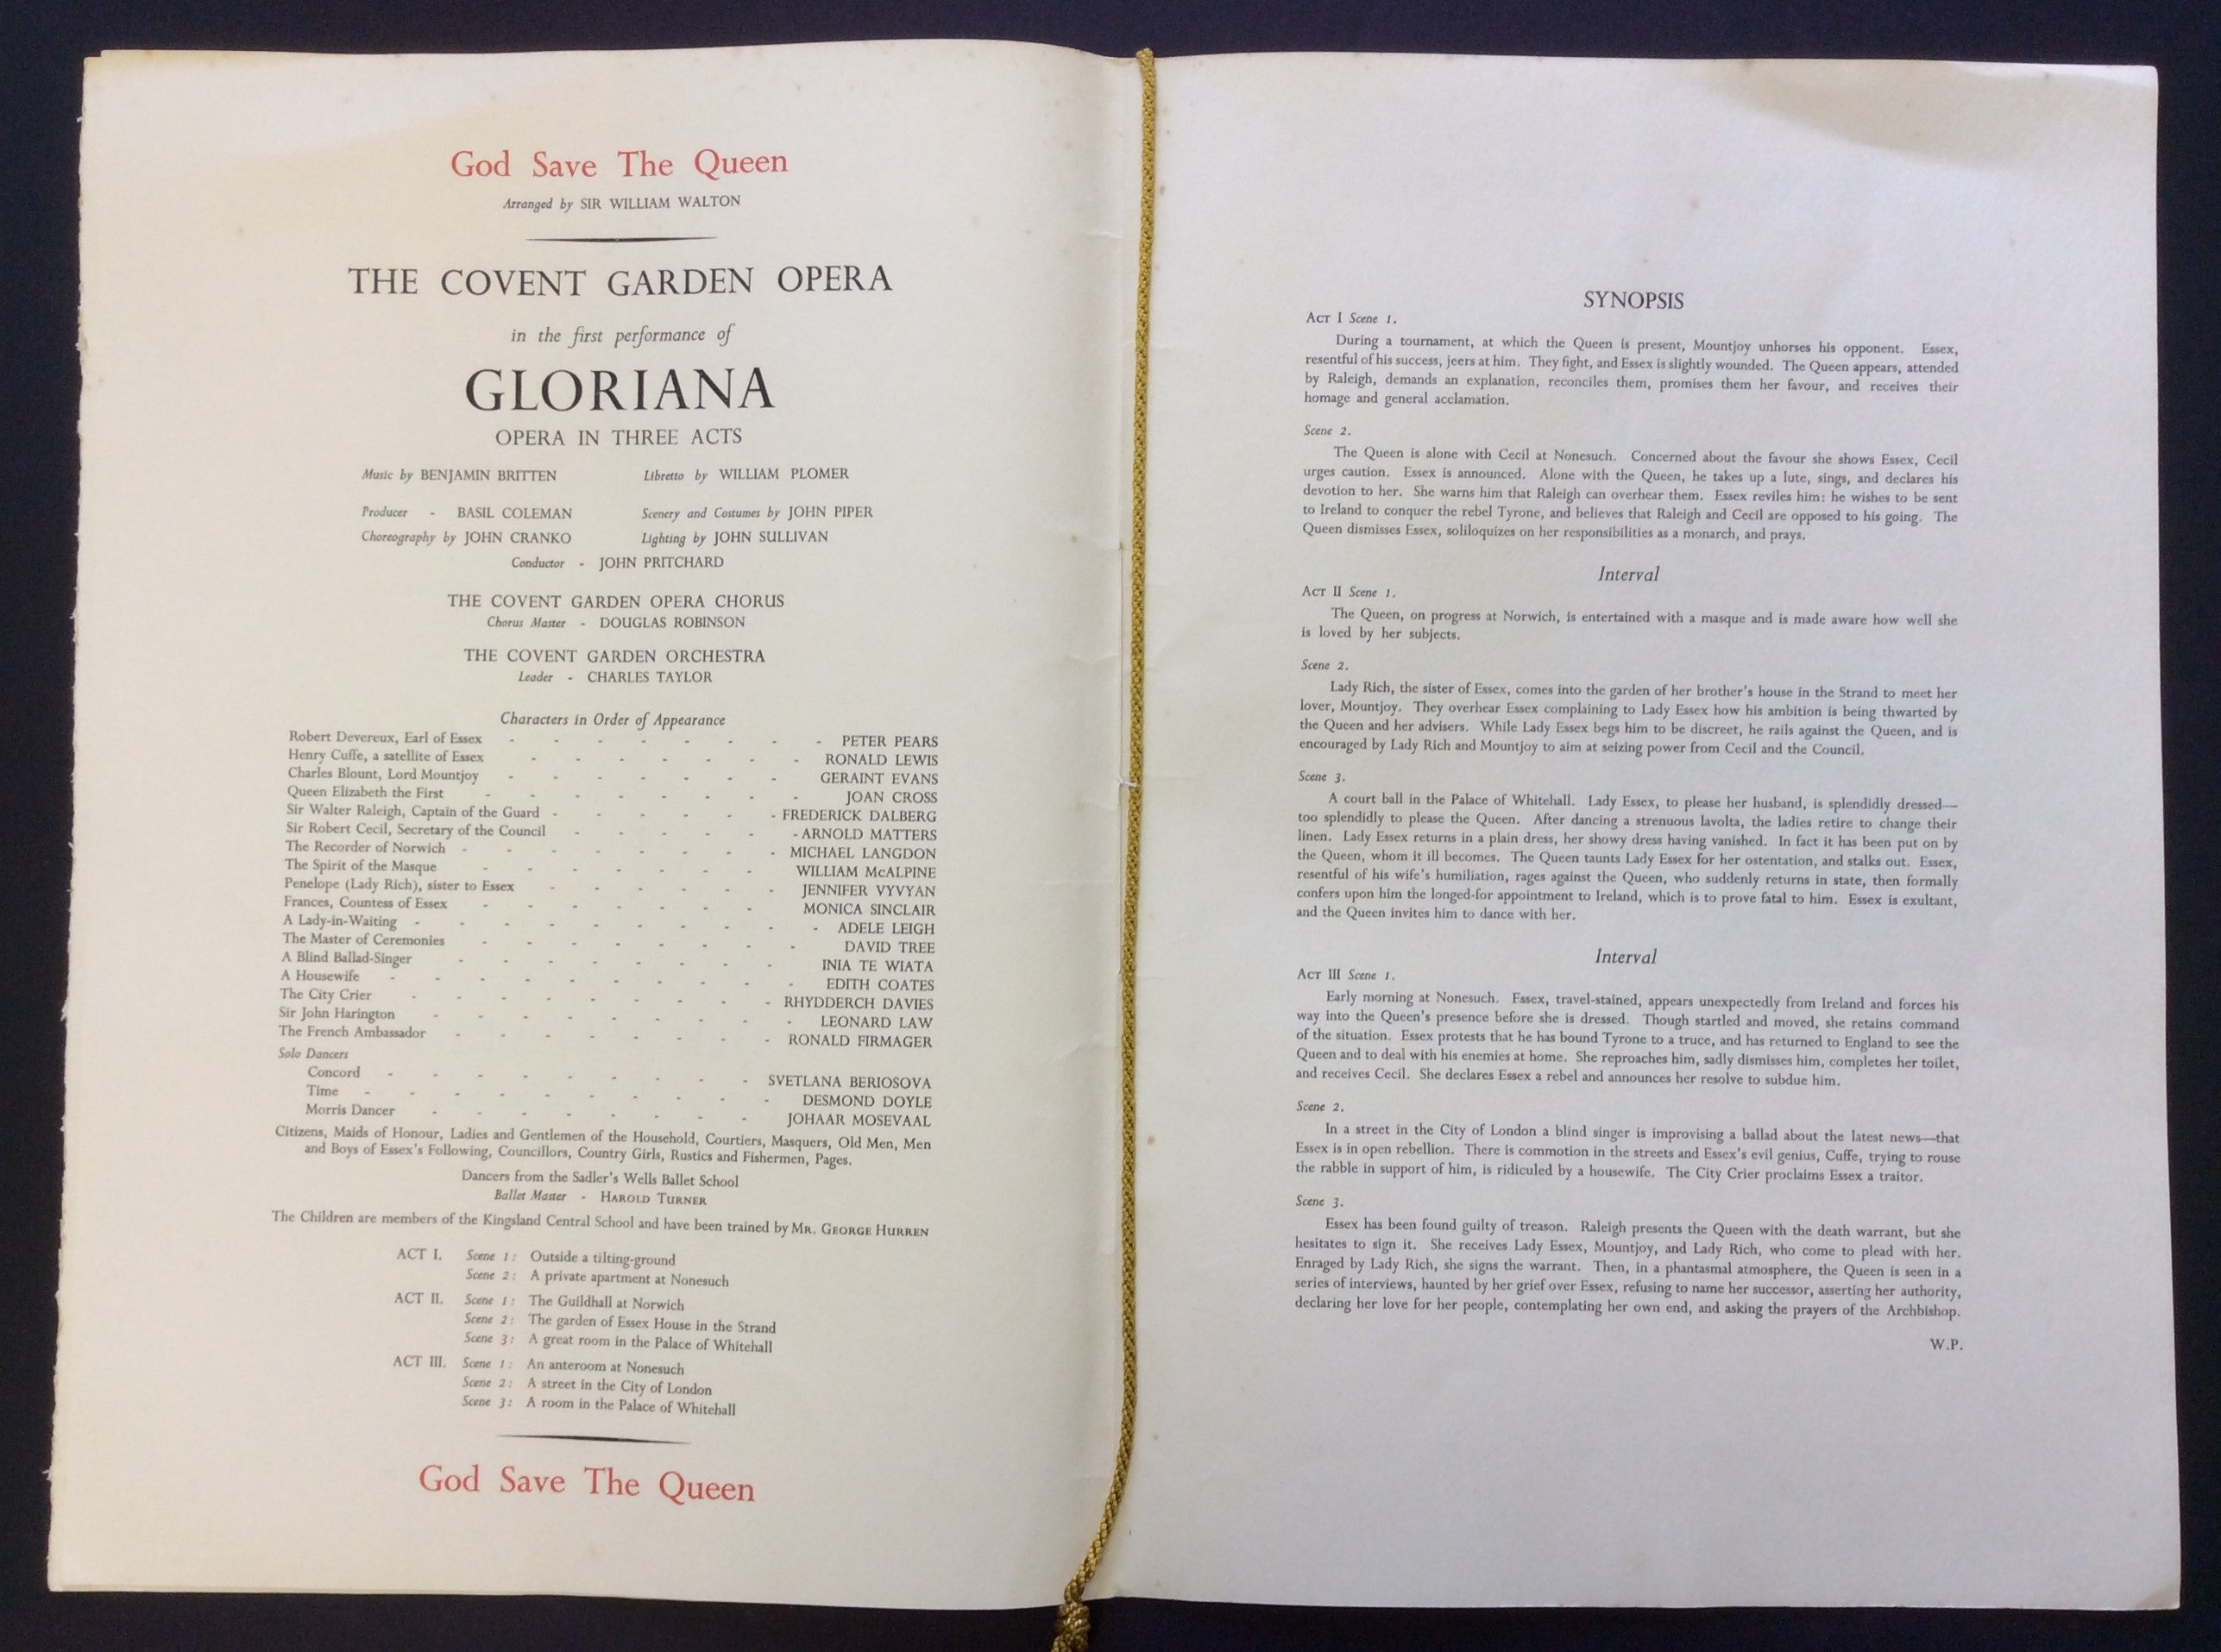 God Save The Queen
Arranged by SIR WILLIAM WALTON
THE COVENT GARDEN OPERA
in the first performance of
GLORIANA
OPERA IN THREE ACTS
Music by BENJAMIN BRITTEN Libretto by WILLIAM PLOMER
Producer - BASIL COLEMAN Scenery and Costumes by JOHN PIPER
Choreography by JOHN CRANKO Lighting by JOHN SULLIVAN
Conductor - JOHN PRITCHARD
THE COVENT GARDEN OPERA CHORUS
Chorus Master - DOUGLAS ROBINSON
THE COVENT GARDEN ORCHESTRA
Leader - CHARLES TAYLOR
Characters in Order of Appearance
Robert Devereux, Earl of Essex - - - - - - - - PETER PEARS
Henry Cuffe, a satellite of Essex - - - - - - - RONALD LEWIS
Charles Blount, Lord Mountjoy - - - - - - - GERAINT EVANS
Queen Elizabeth the First - - - - - - - - JOAN CROSS
Sir Walter Raleigh, Captain of the Guard - - - - - - FREDERICK DALBERG
Sir Robert Cecil, Secretary of the Council - - - - - - ARNOLD MATTERS
The Recorder of Norwich - - - - - - - - MICHAEL LANGDON
The Spirit of the Masque - - - - - - - WILLIAM McALPINE
Penelope (Lady Rich), sister to Essex - - - - - - JENNIFER VYVYAN
Frances, Countess of Essex - - - - - - - MONICA SINCLAIR
A Lady-in-Waiting - - - - - - - - - - ADELE LEIGH
The Master of Ceremonies - - - - - - - - DAVID TREE
A Blind Ballad-Singer - - - - - - - - INIA TE WIATA
A Housewife - - - - - - - - - - EDITH COATES
The City Crier - - - - - - - - - RHYDDERCH DAVIES
Sir John Harington - - - - - - - - - LEONARD LAW
The French Ambassador - - - - - - - - RONALD FIRMAGER
Solo Dancers
Concord - - - - - - - - - SVETLANA BERIOSOVA
Time - - - - - - - - - - DESMOND DOYLE
Morris Dancer - - - - - - - - JOHAAR MOSEVAAL
Citizens, Maids of Honour, Ladies and Gentlemen of the Household, Courtiers, Masquers, Old Men, Men
and Boys of Essex's Following, Councillors, Country Girls, Rustics and Fishermen, Pages.
Dancers from the Sadler's Wells Ballet School
Ballet Master - HAROLD TURNER
The Children are members of the Kingsland Central School and have been trained by MR. GEORGE HURREN
ACT I. Scene 1: Outside a tilting-ground
Scene 2: A private apartment at Nonesuch
ACT II. Scene 1: The Guildhall at Norwich
Scene 2: The garden of Essex House in the Strand
Scene 3: A great room in the Palace of Whitehall
ACT III. Scene 1: An anteroom at Nonesuch
Scene 2: A street in the City of London
Scene 3: A room in the Palace of Whitehall
God Save The Queen
SYNOPSIS
ACT I Scene 1.
During a tournament, at which the Queen is present, Mountjoy unhorses his opponent. Essex,
resentful of his success, jeers at him. They fight, and Essex is slightly wounded. The Queen appears, attended
by Raleigh, demands an explanation, reconciles them, promises them her favour, and receives their
homage and general acclamation.
Scene 2.
The Queen is alone with Cecil at Nonesuch. Concerned about the favour she shows Essex, Cecil
urges caution. Essex is announced. Alone with the Queen, he takes up a lute, sings, and declares his
devotion to her. She warns him that Raleigh can overhear them. Essex reviles him: he wishes to be sent
to Ireland to conquer the rebel Tyrone, and believes that Raleigh and Cecil are opposed to his going. The
Queen dismisses Essex, soliloquizes on her responsibilities as a monarch, and prays.
Interval
ACT II Scene 1.
The Queen, on progress at Norwich, is entertained with a masque and is made aware how well she
is loved by her subjects.
Scene 2.
Lady Rich, the sister of Essex, comes into the garden of her brother's house in the Strand to meet her
lover, Mountjoy. They overhear Essex complaining to Lady Essex how his ambition is being thwarted by
the Queen and her advisers. While Lady Essex begs him to be discreet, he rails against the Queen, and is
encouraged by Lady Rich and Mountjoy to aim at seizing power from Cecil and the Council.
Scene 3.
A court ball in the Palace of Whitehall. Lady Essex, to please her husband, is splendidly dressed—
too splendidly to please the Queen. After dancing a strenuous lavolta, the ladies retire to change their
linen. Lady Essex returns in a plain dress, her showy dress having vanished. In fact it has been put on by
the Queen, whom it ill becomes. The Queen taunts Lady Essex for her ostentation, and stalks out. Essex,
resentful of his wife's humiliation, rages against the Queen, who suddenly returns in state, then formally
confers upon him the longed-for appointment to Ireland, which is to prove fatal to him. Essex is exultant,
and the Queen invites him to dance with her.
Interval
ACT III Scene 1.
Early morning at Nonesuch. Essex, travel-stained, appears unexpectedly from Ireland and forces his
way into the Queen's presence before she is dressed. Though startled and moved, she retains command
of the situation. Essex protests that he has bound Tyrone to a truce, and has returned to England to see the
Queen and to deal with his enemies at home. She reproaches him, sadly dismisses him, completes her toilet,
and receives Cecil. She declares Essex a rebel and announces her resolve to subdue him.
Scene 2.
In a street in the City of London a blind singer is improvising a ballad about the latest news—that
Essex is in open rebellion. There is commotion in the streets and Essex's evil genius, Cuffe, trying to rouse
the rabble in support of him, is ridiculed by a housewife. The City Crier proclaims Essex a traitor.
Scene 3.
Essex has been found guilty of treason. Raleigh presents the Queen with the death warrant, but she
hesitates to sign it. She receives Lady Essex, Mountjoy, and Lady Rich, who come to plead with her.
Enraged by Lady Rich, she signs the warrant. Then, in a phantasmal atmosphere, the Queen is seen in a
series of interviews, haunted by her grief over Essex, refusing to name her successor, asserting her authority,
declaring her love for her people, contemplating her own end, and asking the prayers of the Archbishop.
W.P.